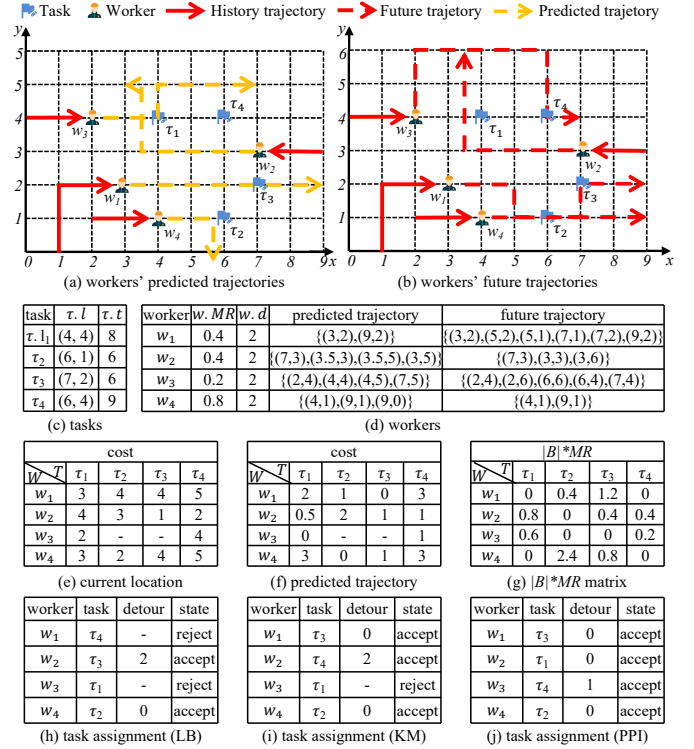 Task Worker History trajectory Future trajetory Predicted trajetory
y
5
5
4
3
2
1
0 1 2 3 4 5 6 7 8 9 x
w3 τ1 τ4
w2
w1 τ3
w4 τ2
(a) workers' predicted trajectories
y
6
5
4
3
2
1
0 1 2 3 4 5 6 7 8 9 x
w3 τ1 τ4
w2
w1 τ3
w4 τ2
(b) workers' future trajectories
task τ.l τ.t
τ.l1 (4, 4) 8
τ2 (6, 1) 6
τ3 (7, 2) 6
τ4 (6, 4) 9
(c) tasks
worker w.MR w.d predicted trajectory future trajectory
w1 0.4 2 {(3,2),(9,2)} {(3,2),(5,2),(5,1),(7,1),(7,2),(9,2)}
w2 0.4 2 {(7,3),(3.5,3),(3.5,5),(3,5)} {(7,3),(3,3),(3,6)}
w3 0.2 2 {(2,4),(4,4),(4,5),(7,5)} {(2,4),(2,6),(6,6),(6,4),(7,4)}
w4 0.8 2 {(4,1),(9,1),(9,0)} {(4,1),(9,1)}
(d) workers
cost
W T τ1 τ2 τ3 τ4
w1 3 4 4 5
w2 4 3 1 2
w3 2 - - 4
w4 3 2 4 5
(e) current location
cost
W T τ1 τ2 τ3 τ4
w1 2 1 0 3
w2 0.5 2 1 1
w3 0 - - 1
w4 3 0 1 3
(f) predicted trajectory
|B|*MR
W T τ1 τ2 τ3 τ4
w1 0 0.4 1.2 0
w2 0.8 0 0.4 0.4
w3 0.6 0 0 0.2
w4 0 2.4 0.8 0
(g) |B|*MR matrix
worker task detour state
w1 τ4 - reject
w2 τ3 2 accept
w3 τ1 - reject
w4 τ2 0 accept
(h) task assignment (LB)
worker task detour state
w1 τ3 0 accept
w2 τ4 2 accept
w3 τ1 - reject
w4 τ2 0 accept
(i) task assignment (KM)
worker task detour state
w1 τ3 0 accept
w2 τ1 0 accept
w3 τ4 1 accept
w4 τ2 0 accept
(j) task assignment (PPI)